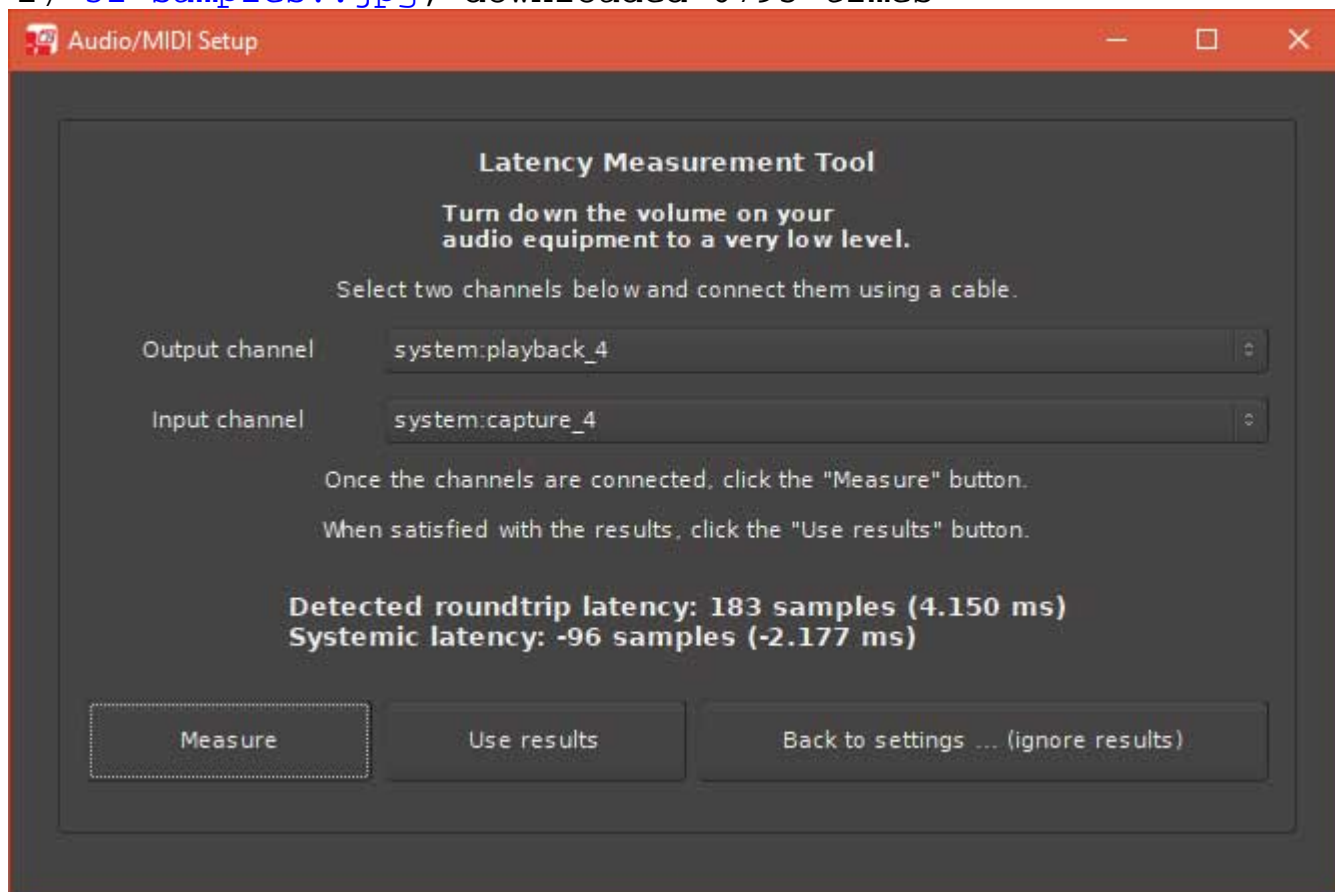 Audio/MIDI Setup
Latency Measurement Tool
Turn down the volume on your
audio equipment to a very low level.
Select two channels below and connect them using a cable.
Output channel system:playback_4
Input channel system:capture_4
Once the channels are connected, click the "Measure" button.
When satisfied with the results, click the "Use results" button.
Detected roundtrip latency: 183 samples (4.150 ms)
Systemic latency: -96 samples (-2.177 ms)
Measure Use results Back to settings ... (ignore results)